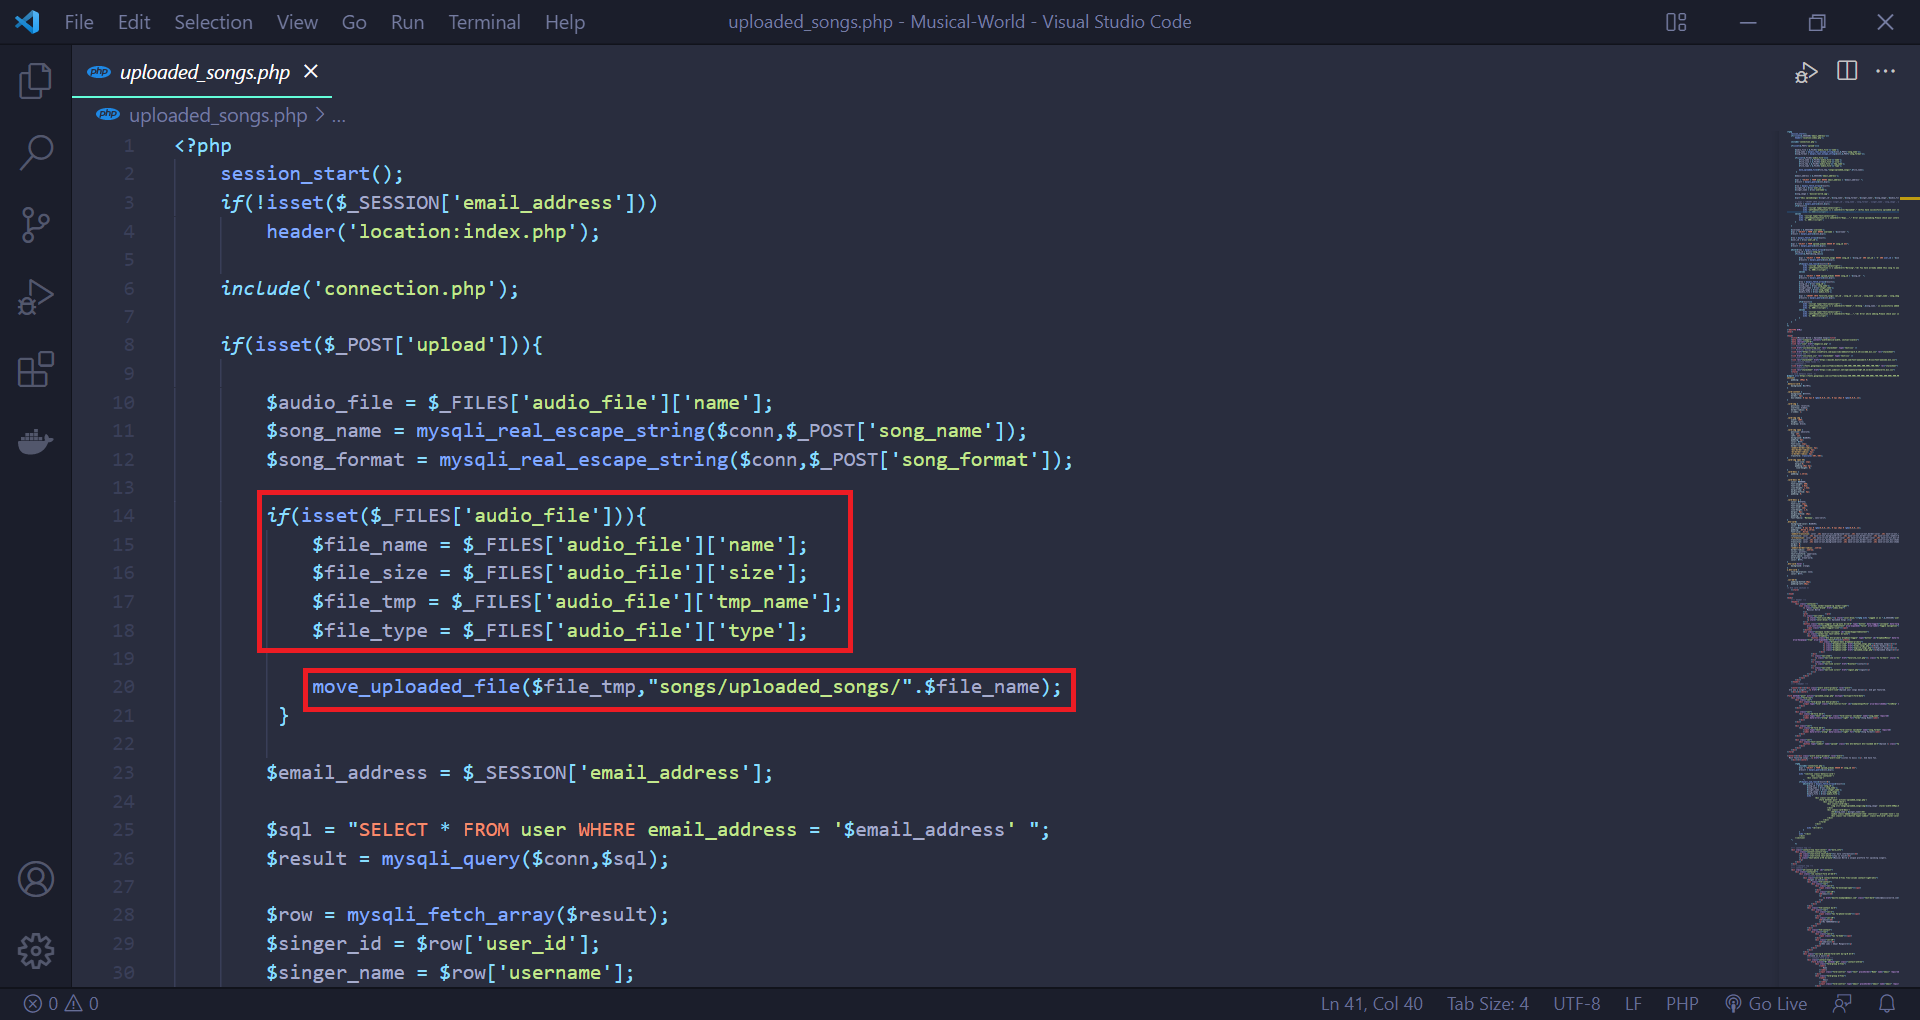 File Edit Selection View Go Run Terminal Help uploaded_songs.php - Musical-World - Visual Studio Code
php uploaded_songs.php
php uploaded_songs.php > ...
1 <?php
2 session_start();
3 if(!isset($_SESSION['email_address']))
4 header('location:index.php');
5
6 include('connection.php');
7
8 if(isset($_POST['upload'])){
9
10 $audio_file = $_FILES['audio_file']['name'];
11 $song_name = mysqli_real_escape_string($conn,$_POST['song_name']);
12 $song_format = mysqli_real_escape_string($conn,$_POST['song_format']);
13
14 if(isset($_FILES['audio_file'])){
15 $file_name = $_FILES['audio_file']['name'];
16 $file_size = $_FILES['audio_file']['size'];
17 $file_tmp = $_FILES['audio_file']['tmp_name'];
18 $file_type = $_FILES['audio_file']['type'];
19
20 move_uploaded_file($file_tmp,"songs/uploaded_songs/".$file_name);
21 }
22
23 $email_address = $_SESSION['email_address'];
24
25 $sql = "SELECT * FROM user WHERE email_address = '$email_address' ";
26 $result = mysqli_query($conn,$sql);
27
28 $row = mysqli_fetch_array($result);
29 $singer_id = $row['user_id'];
30 $singer_name = $row['username'];
0 0 Ln 41, Col 40 Tab Size: 4 UTF-8 LF PHP Go Live